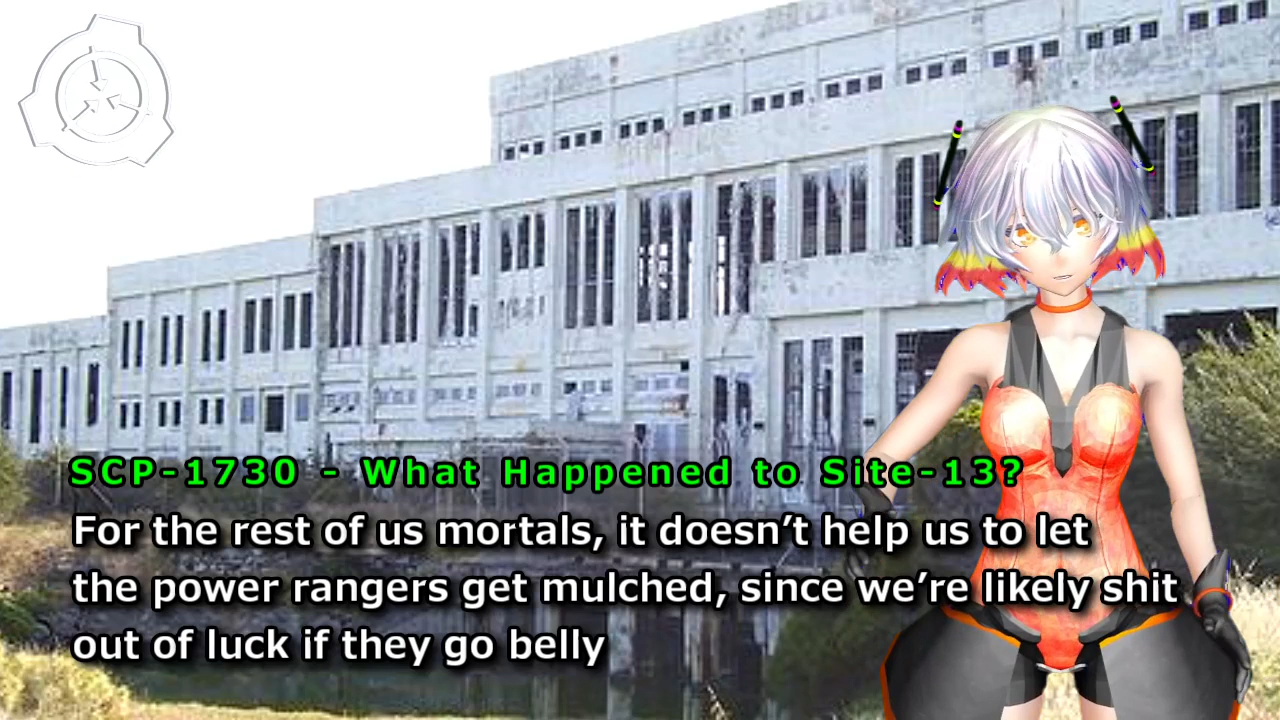 SCP-1730 - What Happened to Site-13?
For the rest of us mortals, it doesn’t help us to let
the power rangers get mulched, since we’re likely shit
out of luck if they go belly